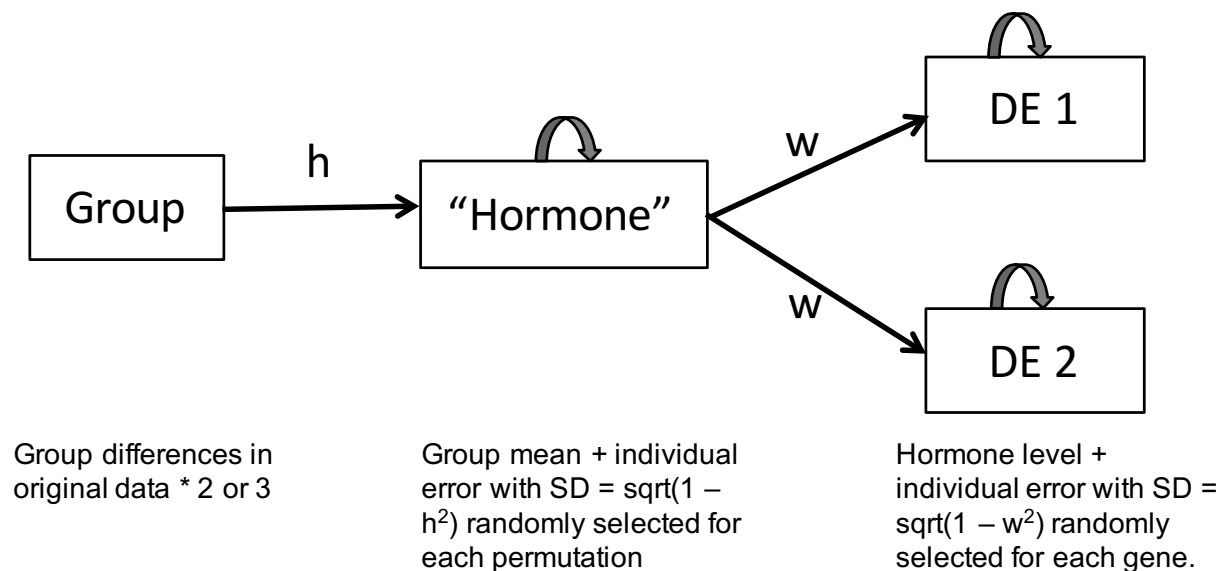 DE 1
w
h
Group
“Hormone”
w
DE 2
Group differences in
original data * 2 or 3
Group mean + individual
error with SD = sqrt(1 –
h²) randomly selected for
each permutation
Hormone level +
individual error with SD =
sqrt(1 – w²) randomly
selected for each gene.